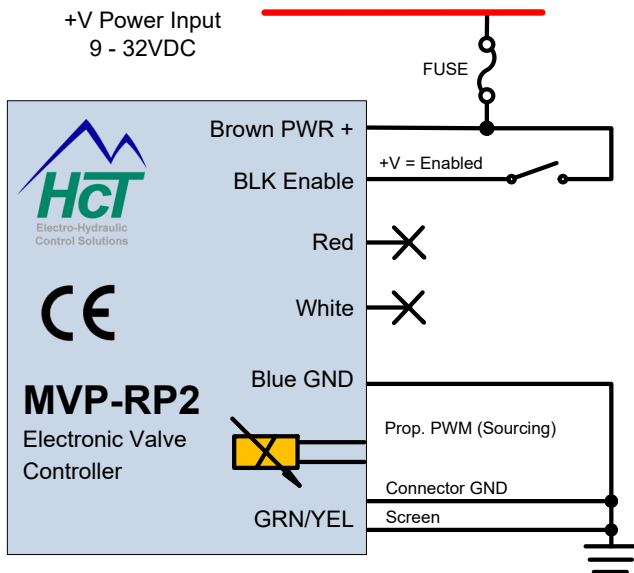 +V Power Input
9 - 32VDC
FUSE
Brown PWR +
+V = Enabled
BLK Enable
HCT
Electro-Hydraulic
Control Solutions
Red
CE
White
Blue GND
MVP-RP2
Electronic Valve
Controller
Prop. PWM (Sourcing)
Connector GND
GRN/YEL
Screen